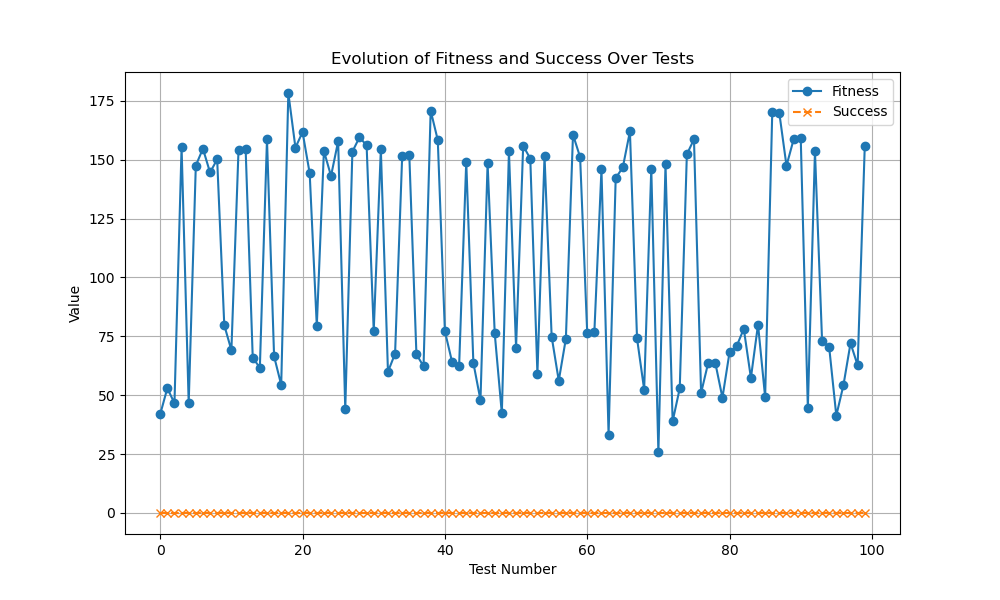 Evolution of Fitness and Success Over Tests
Fitness
Success
Value
175
150
125
100
75
50
25
0
0 20 40 60 80 100
Test Number